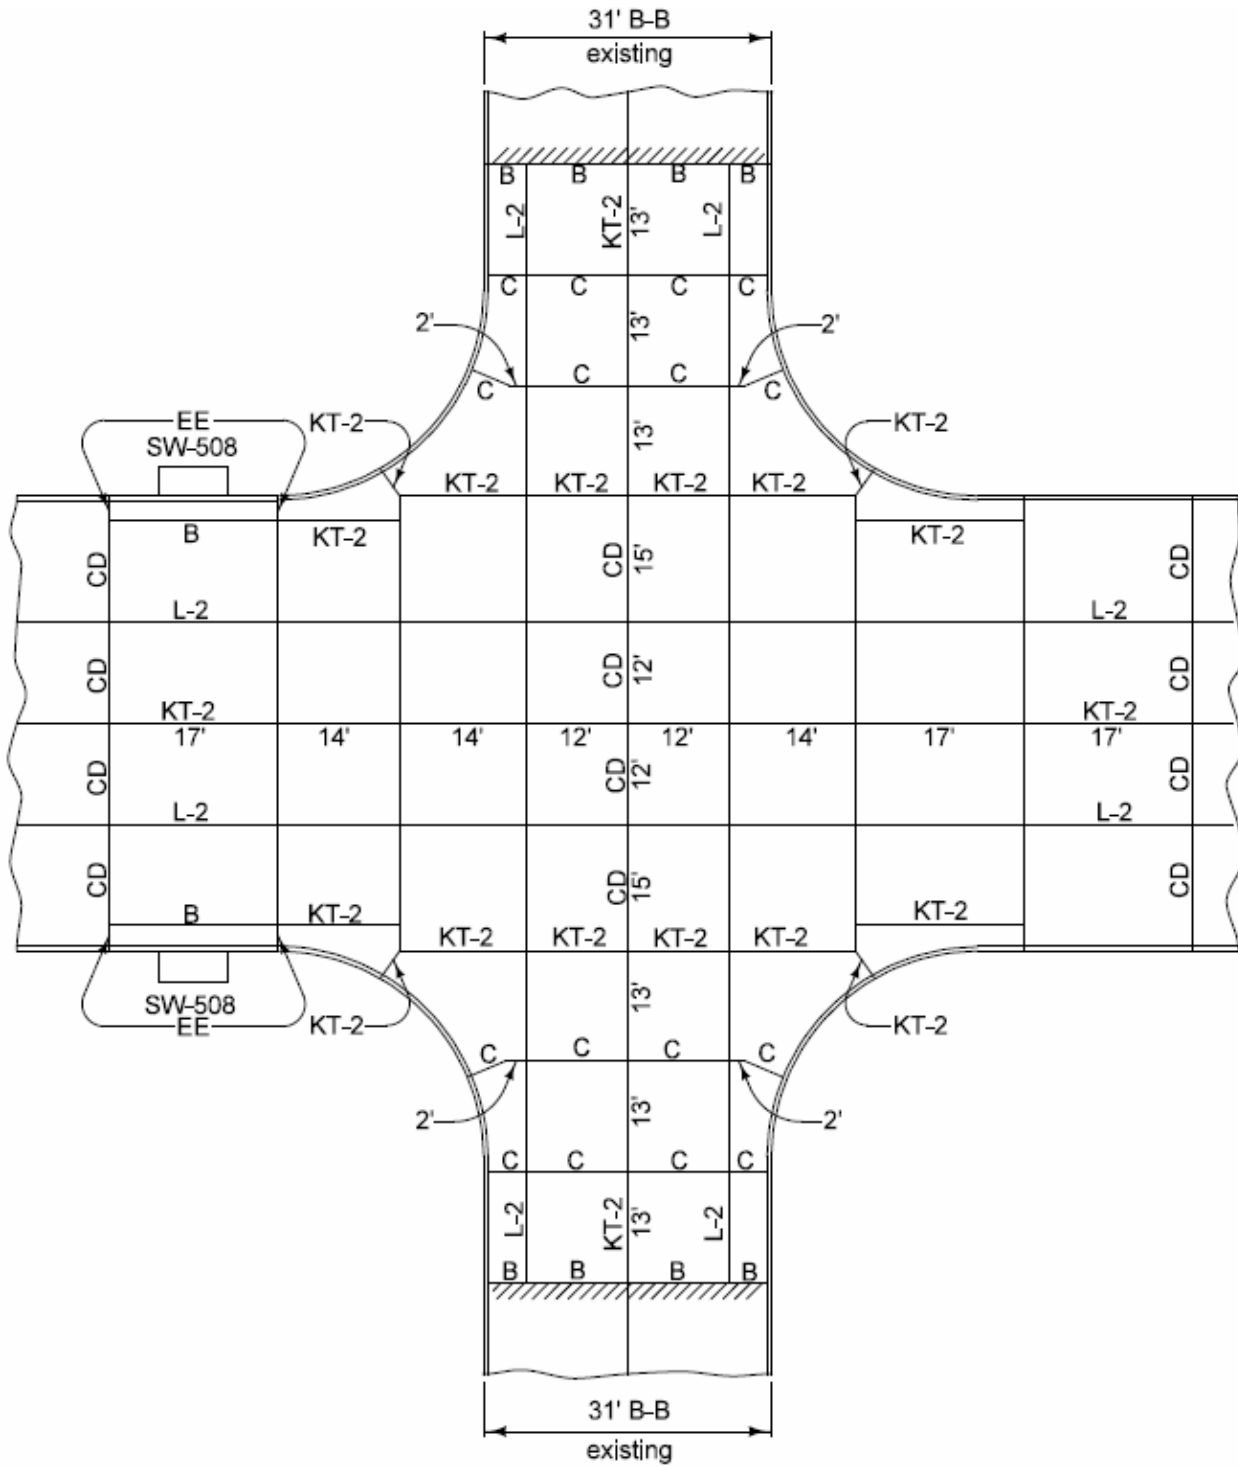 31' B-B
existing
B B B B
L-2 KT-2 13' L-2
C C C C
2' 13' 2'
C C C C
EE KT-2 KT-2
SW-508 13'
KT-2 KT-2 KT-2 KT-2
B KT-2 KT-2
CD CD 15' CD
L-2 L-2
CD CD 12' CD
KT-2 KT-2
17' 14' 14' 12' 12' 14' 17' 17'
CD CD 12' CD
L-2 L-2
CD CD 15' CD
B KT-2 KT-2
KT-2 KT-2 KT-2 KT-2
SW-508 13'
EE KT-2 KT-2
C C C C
2' 13' 2'
C C C C
L-2 KT-2 13' L-2
B B B B
31' B-B
existing